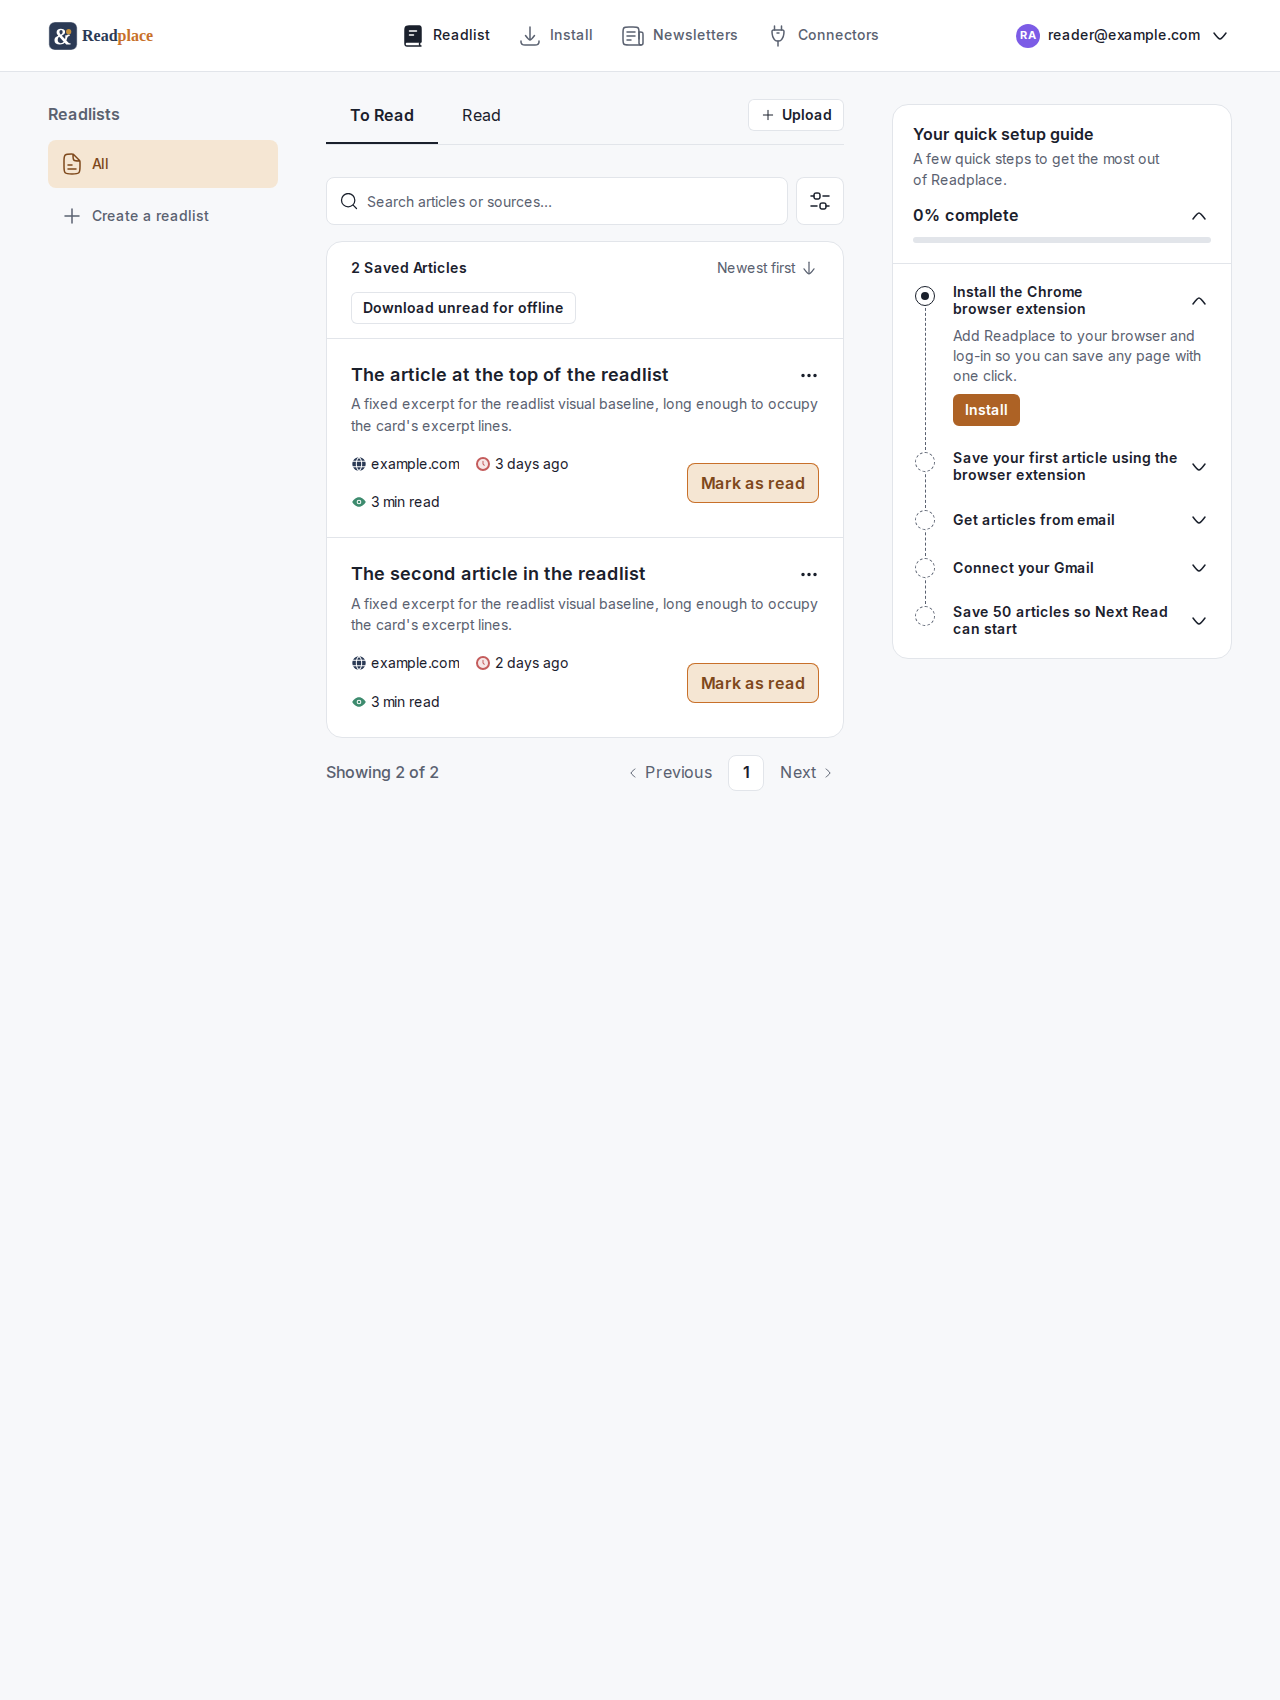 & Readplace
Readlist
Install
Newsletters
Connectors
RA
reader@example.com
Readlists
All
Create a readlist
To Read
Read
Upload
Search articles or sources...
2 Saved Articles
Newest first
Download unread for offline
The article at the top of the readlist
A fixed excerpt for the readlist visual baseline, long enough to occupy
the card's excerpt lines.
example.com
3 days ago
3 min read
Mark as read
The second article in the readlist
A fixed excerpt for the readlist visual baseline, long enough to occupy
the card's excerpt lines.
example.com
2 days ago
3 min read
Mark as read
Showing 2 of 2
Previous
1
Next
Your quick setup guide
A few quick steps to get the most out
of Readplace.
0% complete
Install the Chrome
browser extension
Add Readplace to your browser and
log-in so you can save any page with
one click.
Install
Save your first article using the
browser extension
Get articles from email
Connect your Gmail
Save 50 articles so Next Read
can start